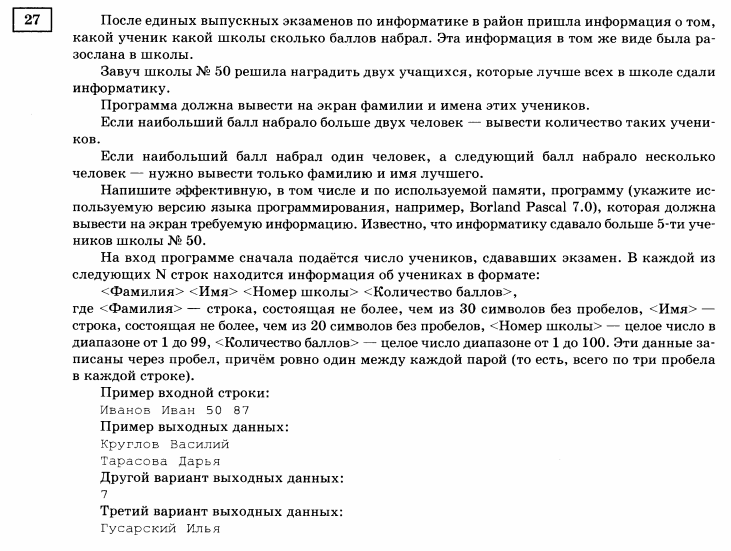 27
После единых выпускных экзаменов по информатике в район пришла информация о том,
какой ученик какой школы сколько баллов набрал. Эта информация в том же виде была ра-
зослана в школы.
Завуч школы № 50 решила наградить двух учащихся, которые лучше всех в школе сдали
информатику.
Программа должна вывести на экран фамилии и имена этих учеников.
Если наибольший балл набрало больше двух человек — вывести количество таких учени-
ков.
Если наибольший балл набрал один человек, а следующий балл набрало несколько
человек — нужно вывести только фамилию и имя лучшего.
Напишите эффективную, в том числе и по используемой памяти, программу (укажите ис-
пользуемую версию языка программирования, например, Borland Pascal 7.0), которая должна
вывести на экран требуемую информацию. Известно, что информатику сдавало больше 5-ти уче-
ников школы № 50.
На вход программе сначала подаётся число учеников, сдававших экзамен. В каждой из
следующих N строк находится информация об учениках в формате:
<Фамилия> <Имя> <Номер школы> <Количество баллов>,
где <Фамилия> — строка, состоящая не более, чем из 30 символов без пробелов, <Имя> —
строка, состоящая не более, чем из 20 символов без пробелов, <Номер школы> — целое число в
диапазоне от 1 до 99, <Количество баллов> — целое число диапазоне от 1 до 100. Эти данные за-
писаны через пробел, причём ровно один между каждой парой (то есть, всего по три пробела
в каждой строке).
Пример входной строки:
Иванов Иван 50 87
Пример выходных данных:
Круглов Василий
Тарасова Дарья
Другой вариант выходных данных:
7
Третий вариант выходных данных:
Гусарский Илья